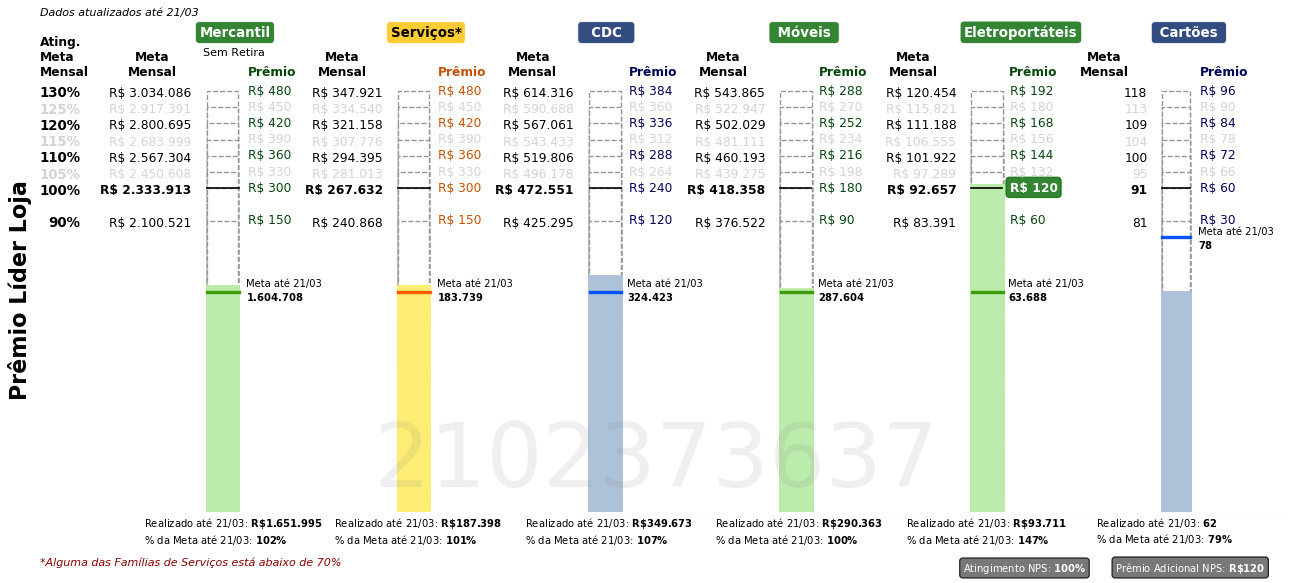 Dados atualizados até 21/03
Mercantil Serviços* CDC Móveis Eletroportáteis Cartões
Sem Retira
Ating. Meta Mensal
Meta Mensal Prêmio Meta Mensal Prêmio Meta Mensal Prêmio Meta Mensal Prêmio Meta Mensal Prêmio Meta Mensal Prêmio
130% R$ 3.034.086 R$ 480 R$ 347.921 R$ 480 R$ 614.316 R$ 384 R$ 543.865 R$ 288 R$ 120.454 R$ 192 118 R$ 96
125% R$ 2.917.391 R$ 450 R$ 334.540 R$ 450 R$ 590.688 R$ 360 R$ 522.947 R$ 270 R$ 115.821 R$ 180 113 R$ 90
120% R$ 2.800.695 R$ 420 R$ 321.158 R$ 420 R$ 567.061 R$ 336 R$ 502.029 R$ 252 R$ 111.188 R$ 168 109 R$ 84
115% R$ 2.683.999 R$ 390 R$ 307.776 R$ 390 R$ 543.433 R$ 312 R$ 481.111 R$ 234 R$ 106.555 R$ 156 104 R$ 78
110% R$ 2.567.304 R$ 360 R$ 294.395 R$ 360 R$ 519.806 R$ 288 R$ 460.193 R$ 216 R$ 101.922 R$ 144 100 R$ 72
105% R$ 2.450.608 R$ 330 R$ 281.013 R$ 330 R$ 496.178 R$ 264 R$ 439.275 R$ 198 R$ 97.289 R$ 132 95 R$ 66
100% R$ 2.333.913 R$ 300 R$ 267.632 R$ 300 R$ 472.551 R$ 240 R$ 418.358 R$ 180 R$ 92.657 R$ 120 91 R$ 60
90% R$ 2.100.521 R$ 150 R$ 240.868 R$ 150 R$ 425.295 R$ 120 R$ 376.522 R$ 90 R$ 83.391 R$ 60 81 R$ 30
Meta até 21/03
78
Meta até 21/03 Meta até 21/03 Meta até 21/03 Meta até 21/03 Meta até 21/03
1.604.708 183.739 324.423 287.604 63.688
Prêmio Líder Loja
2102373637
Realizado até 21/03: R$1.651.995 Realizado até 21/03: R$187.398 Realizado até 21/03: R$349.673 Realizado até 21/03: R$290.363 Realizado até 21/03: R$93.711 Realizado até 21/03: 62
% da Meta até 21/03: 102% % da Meta até 21/03: 101% % da Meta até 21/03: 107% % da Meta até 21/03: 100% % da Meta até 21/03: 147% % da Meta até 21/03: 79%
*Alguma das Famílias de Serviços está abaixo de 70%
Atingimento NPS: 100% Prêmio Adicional NPS: R$120